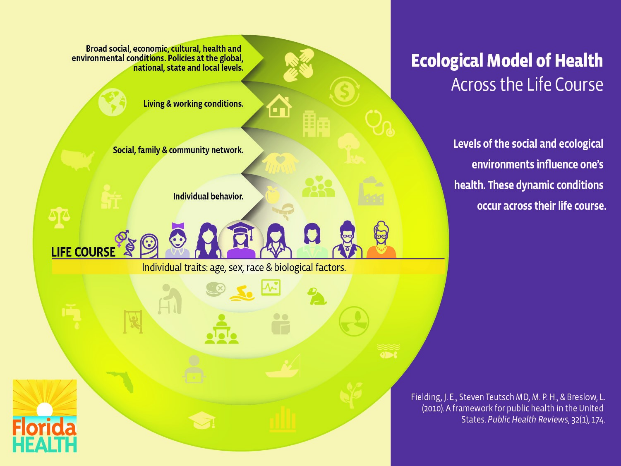 Broad social, economic, cultural, health and
environmental conditions. Policies at the global,
national, state and local levels.
Living & working conditions.
Social, family & community network.
Individual behavior.
LIFE COURSE
Individual traits: age, sex, race & biological factors.
Florida
HEALTH
Ecological Model of Health
Across the Life Course
Levels of the social and ecological
environments influence one's
health. These dynamic conditions
occur across their life course.
Fielding, J. E., Steven Teutsch MD, M. P. H., & Breslow, L.
(2010). A framework for public health in the United
States. Public Health Reviews, 32(1), 174.